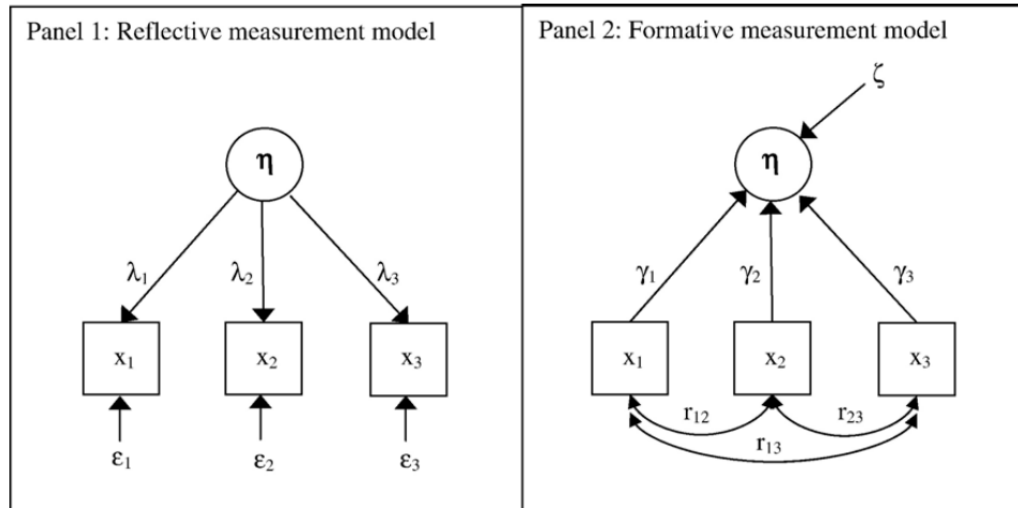 Panel 1: Reflective measurement model
η
λ₁ λ₂ λ₃
x₁ x₂ x₃
ε₁ ε₂ ε₃
Panel 2: Formative measurement model
ζ
η
γ₁ γ₂ γ₃
x₁ x₂ x₃
r₁₂ r₂₃
r₁₃